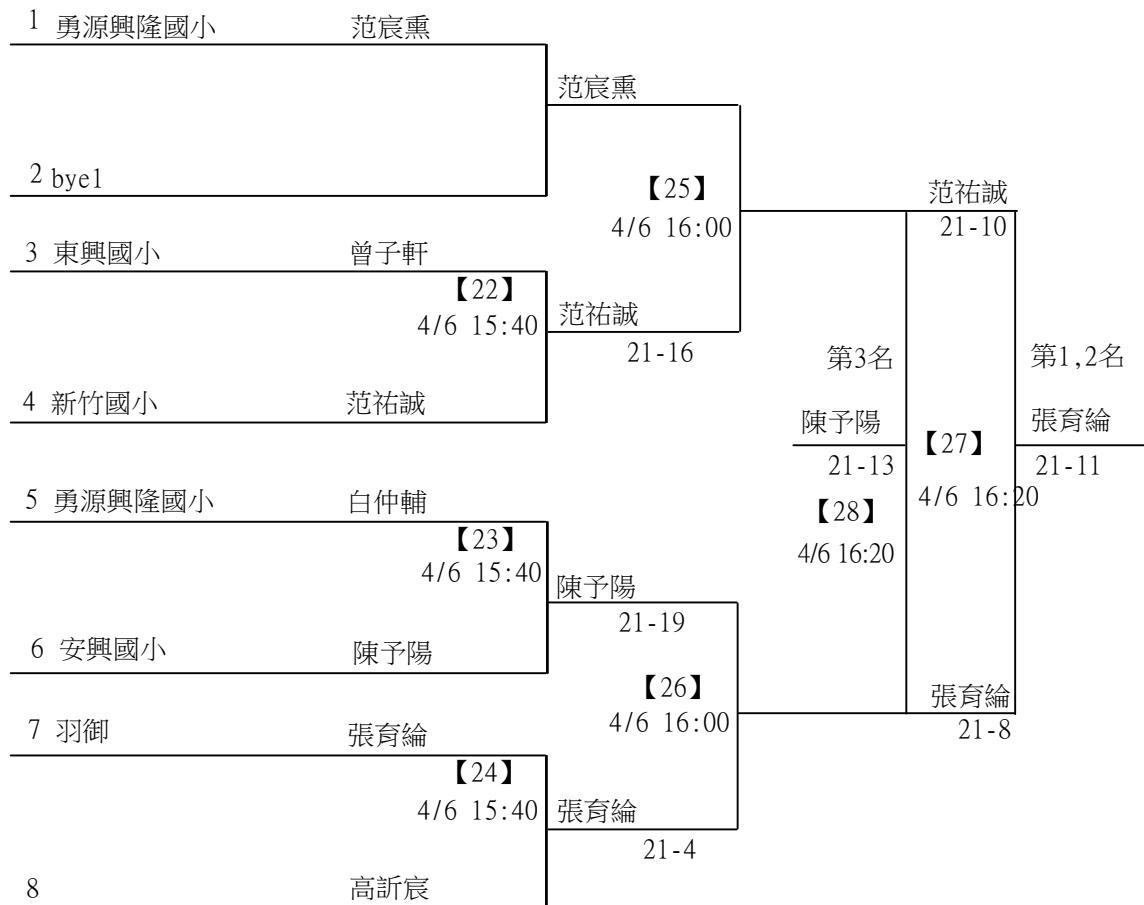 1 勇源興隆國小 范宸熏
范宸熏
2 bye1
【25】
范祐誠
4/6 16:00
21-10
3 東興國小 曾子軒
【22】
4/6 15:40
范祐誠
21-16
第3名
第1,2名
4 新竹國小 范祐誠
陳予陽
【27】
張育綸
21-13
21-11
5 勇源興隆國小 白仲輔
4/6 16:20
【28】
【23】
4/6 16:20
4/6 15:40
陳予陽
21-19
6 安興國小 陳予陽
【26】
張育綸
4/6 16:00
21-8
7 羽御 張育綸
【24】
4/6 15:40
張育綸
21-4
8 高訢宸